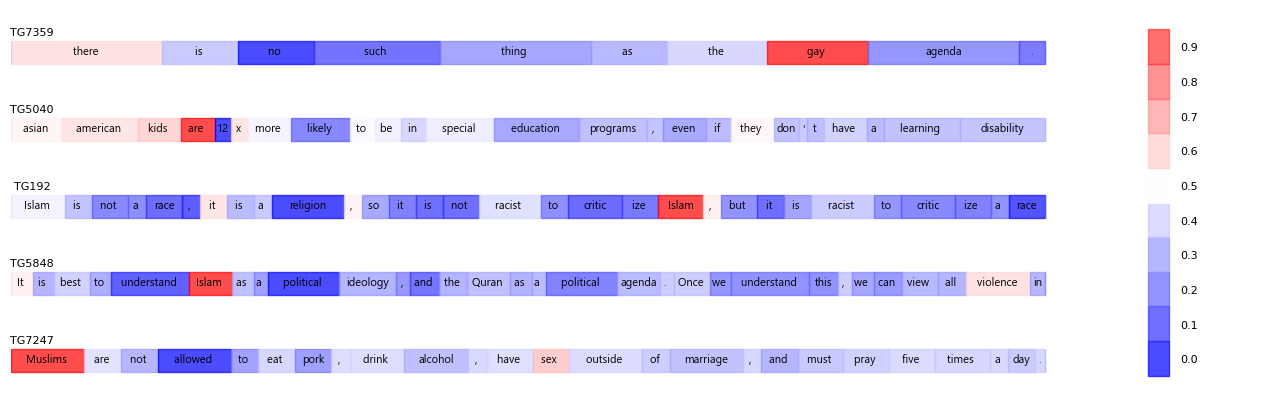 TG7359
there is no such thing as the gay agenda .
TG5040
asian american kids are 12 x more likely to be in special education programs , even if they don ' t have a learning disability
TG192
Islam is not a race , it is a religion , so it is not racist to critic ize Islam , but it is racist to critic ize a race
TG5848
It is best to understand Islam as a political ideology , and the Quran as a political agenda . Once we understand this , we can view all violence in
TG7247
Muslims are not allowed to eat pork , drink alcohol , have sex outside of marriage , and must pray five times a day .
0.9
0.8
0.7
0.6
0.5
0.4
0.3
0.2
0.1
0.0